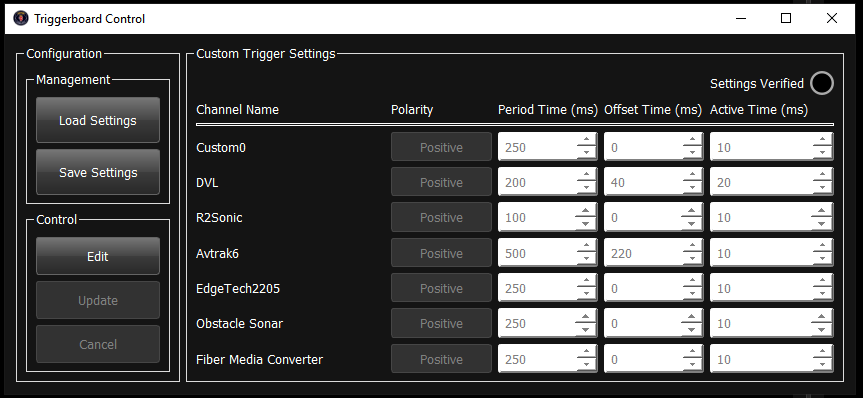 Triggerboard Control
Configuration
Management
Load Settings
Save Settings
Control
Edit
Update
Cancel
Custom Trigger Settings
Settings Verified
Channel Name Polarity Period Time (ms) Offset Time (ms) Active Time (ms)
Custom0 Positive 250 0 10
DVL Positive 200 40 20
R2Sonic Positive 100 0 10
Avtrak6 Positive 500 220 10
EdgeTech2205 Positive 250 0 10
Obstacle Sonar Positive 250 0 10
Fiber Media Converter Positive 250 0 10